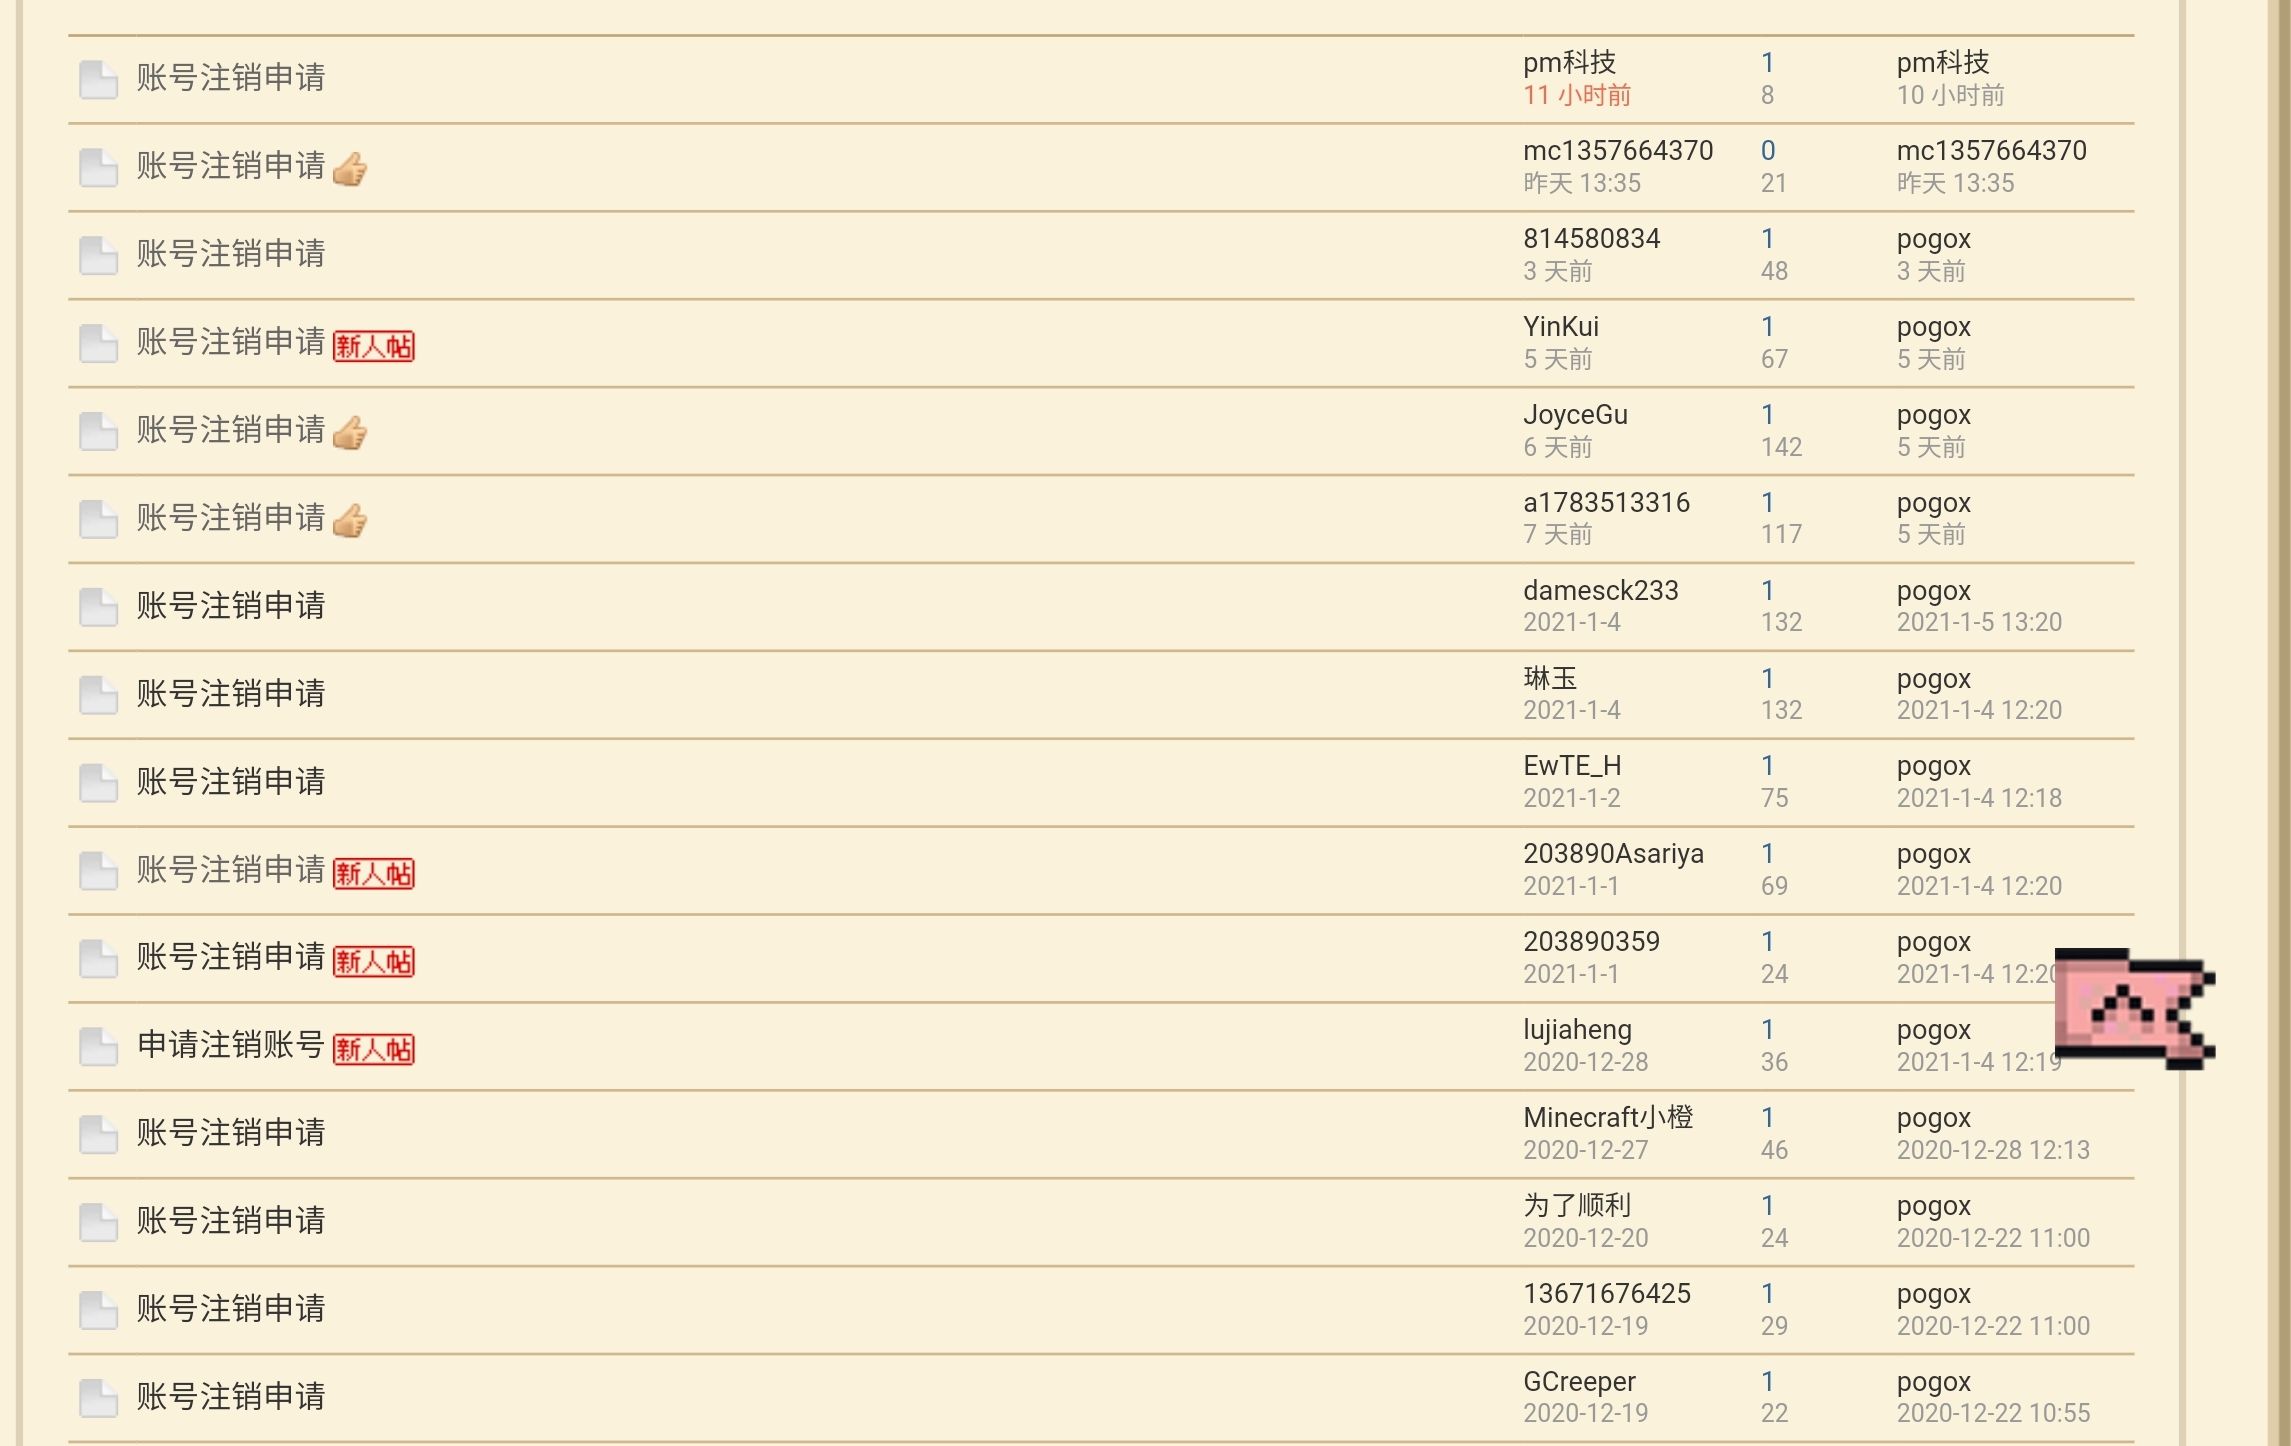 账号注销申请 pm科技 1 pm科技
11 小时前 8 10 小时前
账号注销申请 mc1357664370 0 mc1357664370
昨天 13:35 21 昨天 13:35
账号注销申请 814580834 1 pogox
3 天前 48 3 天前
账号注销申请 新人帖 YinKui 1 pogox
5 天前 67 5 天前
账号注销申请 JoyceGu 1 pogox
6 天前 142 5 天前
账号注销申请 a1783513316 1 pogox
7 天前 117 5 天前
账号注销申请 damesck233 1 pogox
2021-1-4 132 2021-1-5 13:20
账号注销申请 琳玉 1 pogox
2021-1-4 132 2021-1-4 12:20
账号注销申请 EwTE_H 1 pogox
2021-1-2 75 2021-1-4 12:18
账号注销申请 新人帖 203890Asariya 1 pogox
2021-1-1 69 2021-1-4 12:20
账号注销申请 新人帖 203890359 1 pogox
2021-1-1 24 2021-1-4 12:20
申请注销账号 新人帖 lujiaheng 1 pogox
2020-12-28 36 2021-1-4 12:19
账号注销申请 Minecraft小橙 1 pogox
2020-12-27 46 2020-12-28 12:13
账号注销申请 为了顺利 1 pogox
2020-12-20 24 2020-12-22 11:00
账号注销申请 13671676425 1 pogox
2020-12-19 29 2020-12-22 11:00
账号注销申请 GCreeper 1 pogox
2020-12-19 22 2020-12-22 10:55